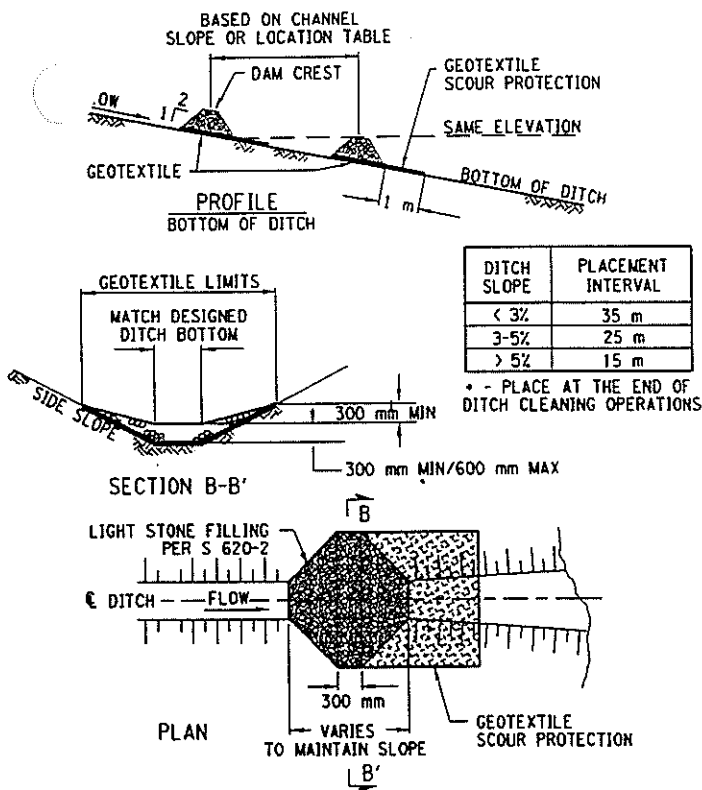 BASED ON CHANNEL
SLOPE OR LOCATION TABLE
DAM CREST
GEOTEXTILE
SCOUR PROTECTION
.OW
2
1
SAME ELEVATION
GEOTEXTILE
BOTTOM OF DITCH
1 m
PROFILE
BOTTOM OF DITCH
GEOTEXTILE LIMITS
MATCH DESIGNED
DITCH BOTTOM
SIDE SLOPE
300 mm MIN
300 mm MIN/600 mm MAX
SECTION B-B'
DITCH SLOPE PLACEMENT INTERVAL
< 3% 35 m
3-5% 25 m
> 5% 15 m
* - PLACE AT THE END OF
DITCH CLEANING OPERATIONS
B
LIGHT STONE FILLING
PER S 620-2
℄ DITCH
FLOW
300 mm
PLAN
VARIES
TO MAINTAIN SLOPE
GEOTEXTILE
SCOUR PROTECTION
B'